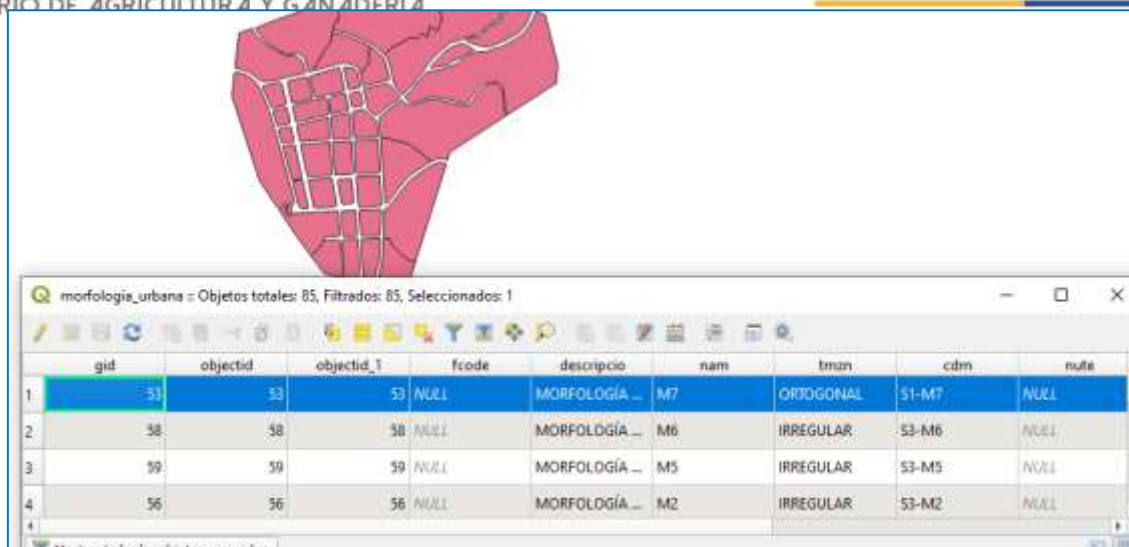 RIO DE AGRICULTURA Y GANADERÍA
morfologia_urbana :: Objetos totales: 85, Filtrados: 85, Seleccionados: 1
gid objectid objectid_1 fcode descripcio nam tmzn cdm nute
1 53 53 53 NULL MORFOLOGÍA ... M7 ORTOGONAL S1-M7 NULL
2 58 58 58 NULL MORFOLOGÍA ... M6 IRREGULAR S3-M6 NULL
3 59 59 59 NULL MORFOLOGÍA ... M5 IRREGULAR S3-M5 NULL
4 56 56 56 NULL MORFOLOGÍA ... M2 IRREGULAR S3-M2 NULL